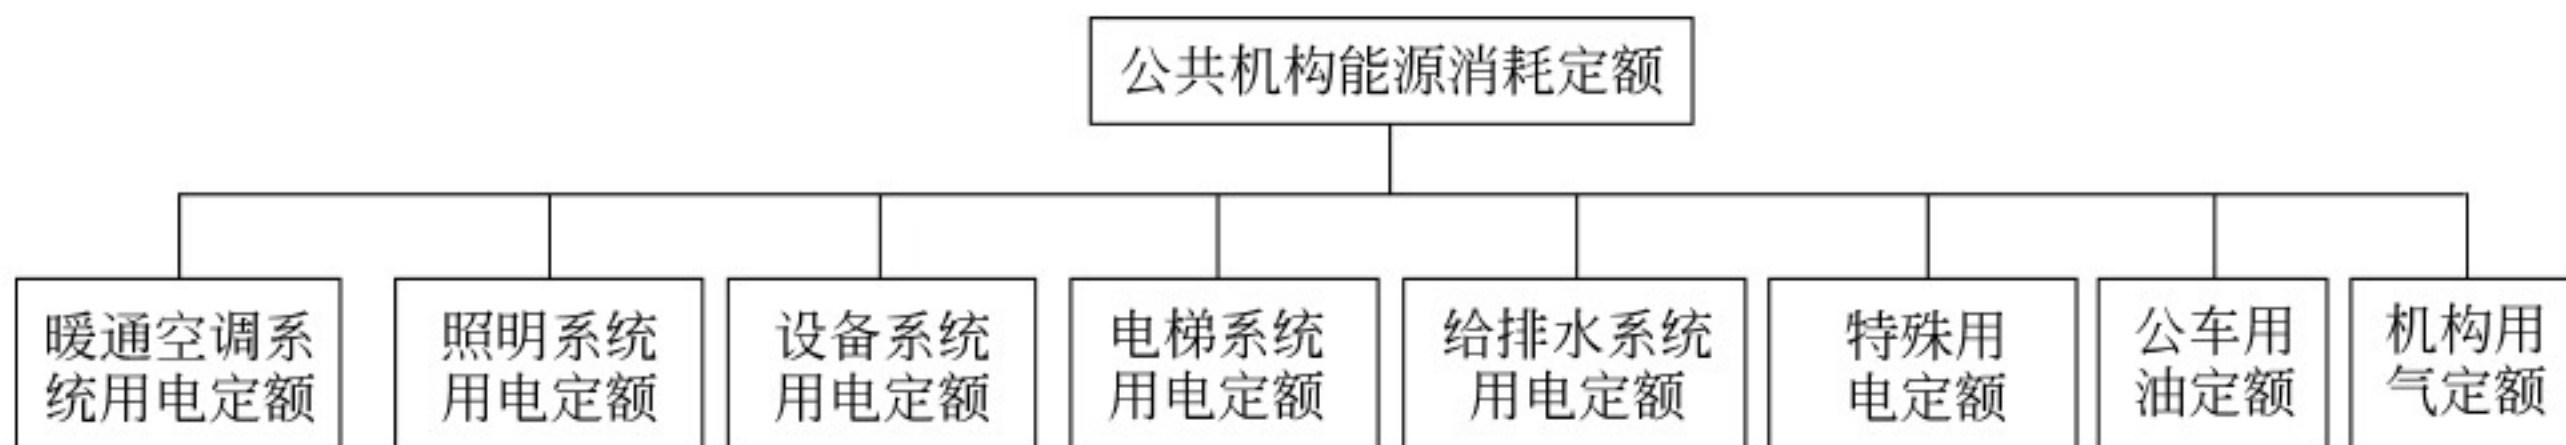 公共机构能源消耗定额
暖通空调系
统用电定额
照明系统
用电定额
设备系统
用电定额
电梯系统
用电定额
给排水系统
用电定额
特殊用
电定额
公车用
油定额
机构用
气定额